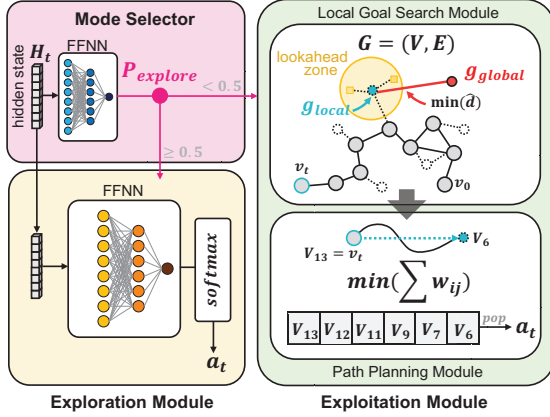 Mode Selector
hidden state
H_t
FFNN
P_explore
< 0.5
≥ 0.5
FFNN
softmax
a_t
Exploration Module
Local Goal Search Module
G = (V, E)
lookahead
zone
g_global
g_local
min(d̂)
v_t
v_0
V_13 = v_t
V_6
min(∑ w_ij)
V_13 V_12 V_11 V_9 V_7 V_6
pop
a_t
Path Planning Module
Exploitation Module